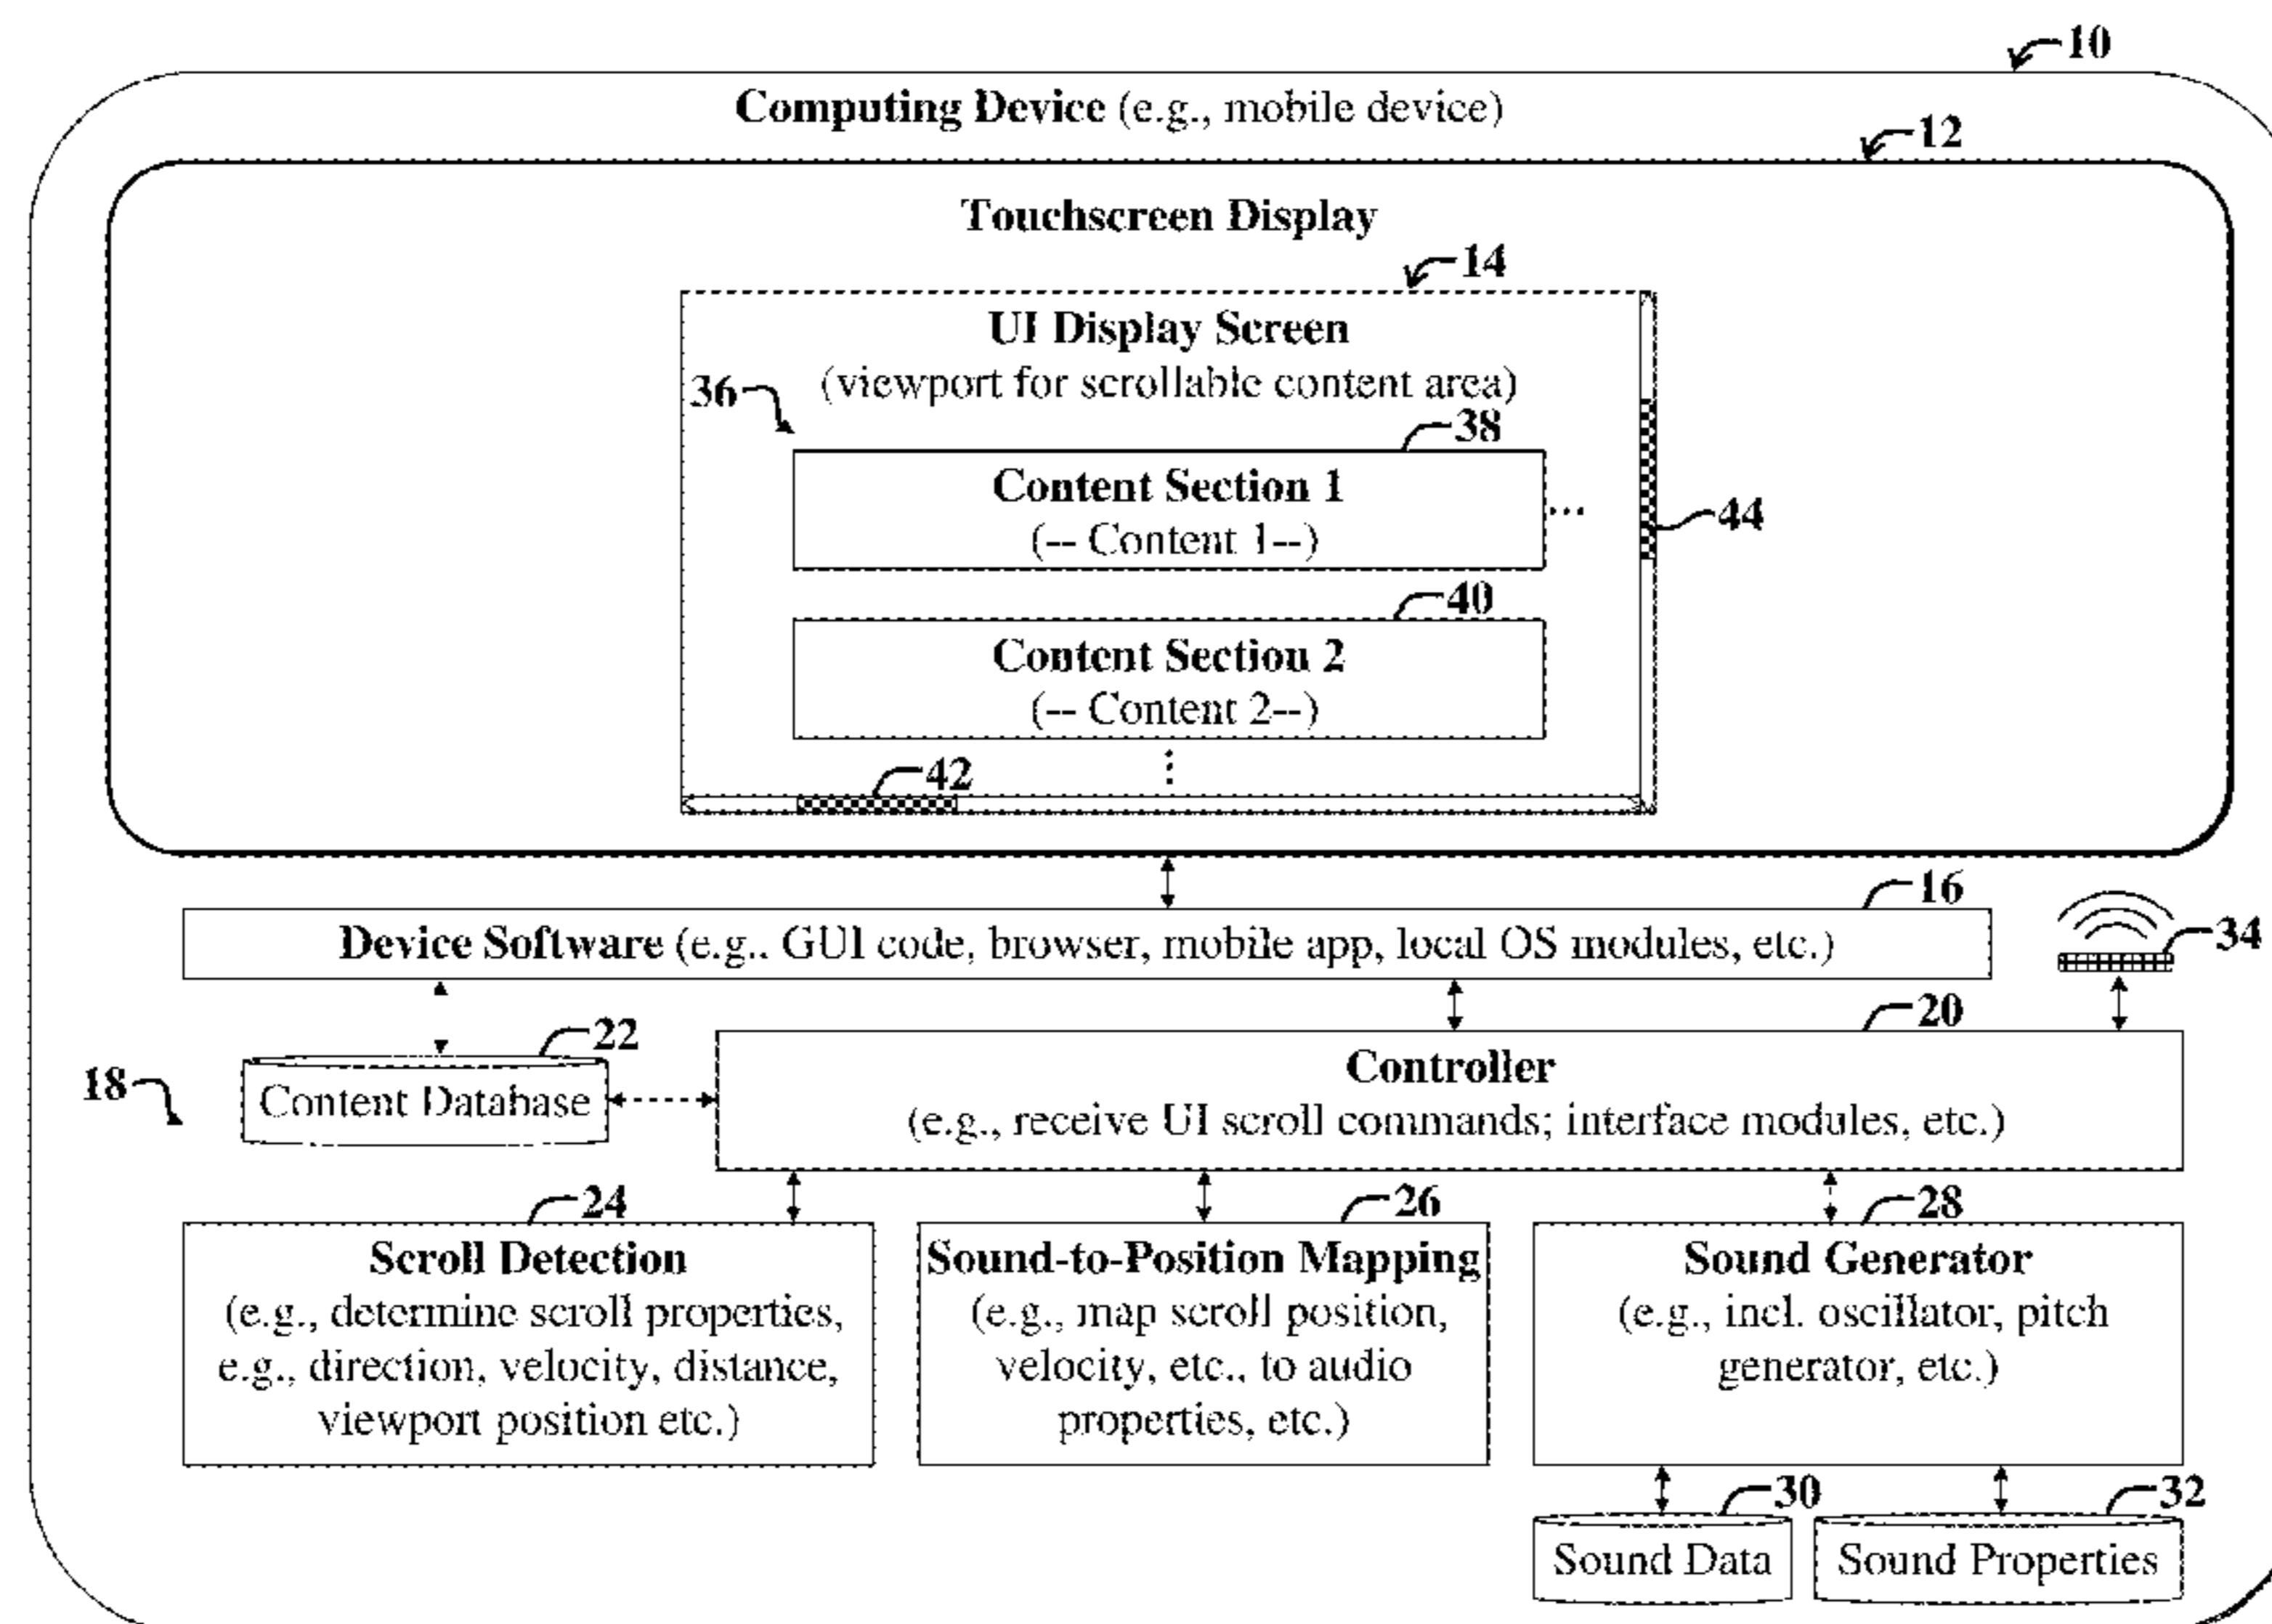 10
Computing Device (e.g., mobile device)
12
Touchscreen Display
14
UI Display Screen
(viewport for scrollable content area)
36
38
Content Section 1
(-- Content 1--)
...
44
40
Content Section 2
(-- Content 2--)
...
42
16
Device Software (e.g., GUI code, browser, mobile app, local OS modules, etc.)
34
18
22
Content Database
20
Controller
(e.g., receive UI scroll commands; interface modules, etc.)
24
Scroll Detection
(e.g., determine scroll properties,
e.g., direction, velocity, distance,
viewport position etc.)
26
Sound-to-Position Mapping
(e.g., map scroll position,
velocity, etc., to audio
properties, etc.)
28
Sound Generator
(e.g., incl. oscillator, pitch
generator, etc.)
30
Sound Data
32
Sound Properties